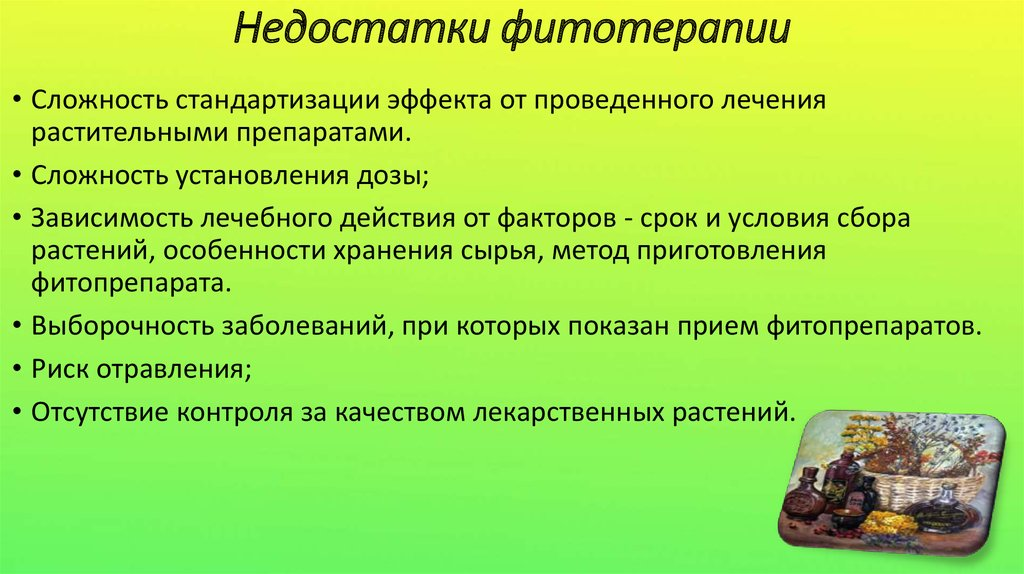 Недостатки фитотерапии
• Сложность стандартизации эффекта от проведенного лечения
растительными препаратами.
• Сложность установления дозы;
• Зависимость лечебного действия от факторов - срок и условия сбора
растений, особенности хранения сырья, метод приготовления
фитопрепарата.
• Выборочность заболеваний, при которых показан прием фитопрепаратов.
• Риск отравления;
• Отсутствие контроля за качеством лекарственных растений.